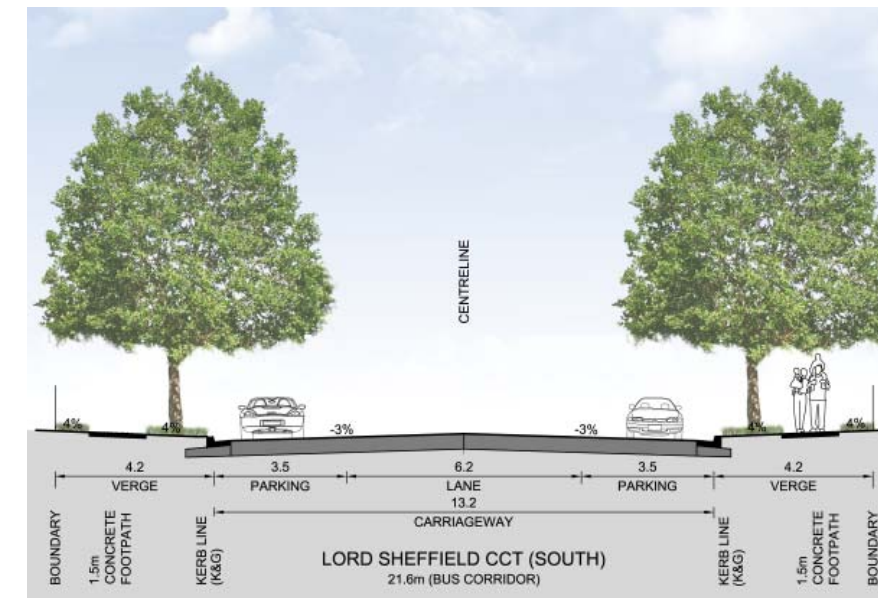 CENTRELINE
4%
4%
-3%
-3%
4%
4%
4.2
3.5
6.2
3.5
4.2
VERGE
PARKING
LANE
PARKING
VERGE
13.2
CARRIAGEWAY
BOUNDARY
1.5m
CONCRETE
FOOTPATH
KERB LINE
(K&G)
LORD SHEFFIELD CCT (SOUTH)
21.6m (BUS CORRIDOR)
KERB LINE
(K&G)
1.5m
CONCRETE
FOOTPATH
BOUNDARY